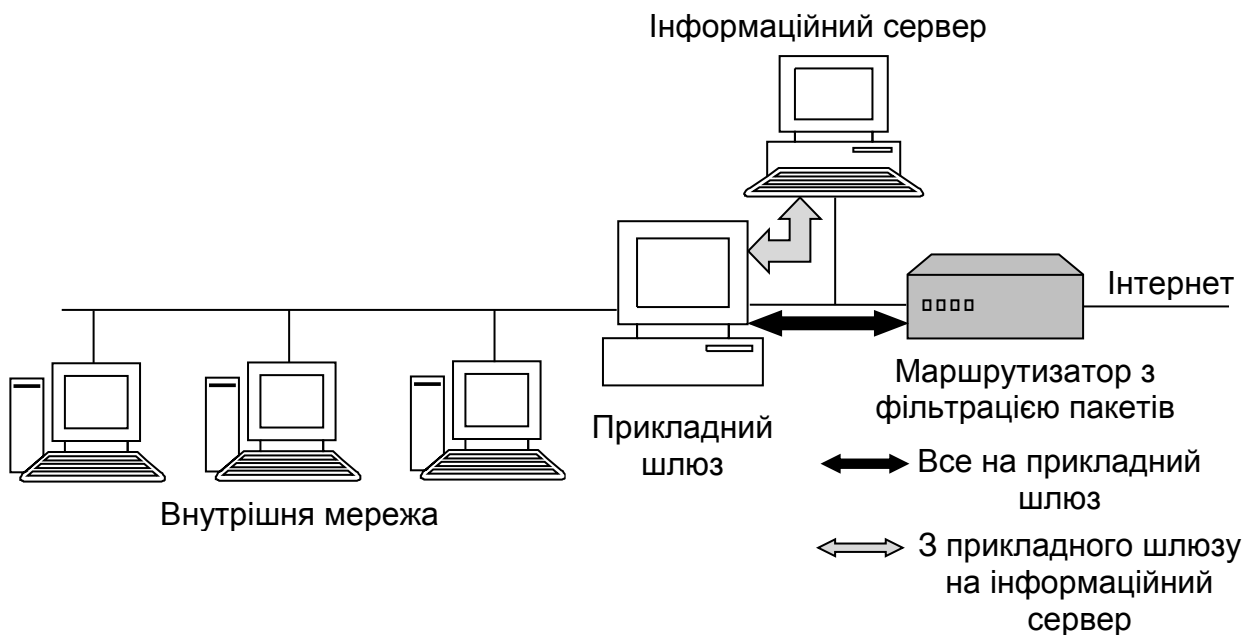 Інформаційний сервер
Інтернет
Маршрутизатор з
фільтрацією пакетів
Прикладний
шлюз
Внутрішня мережа
Все на прикладний
шлюз
З прикладного шлюзу
на інформаційний
сервер